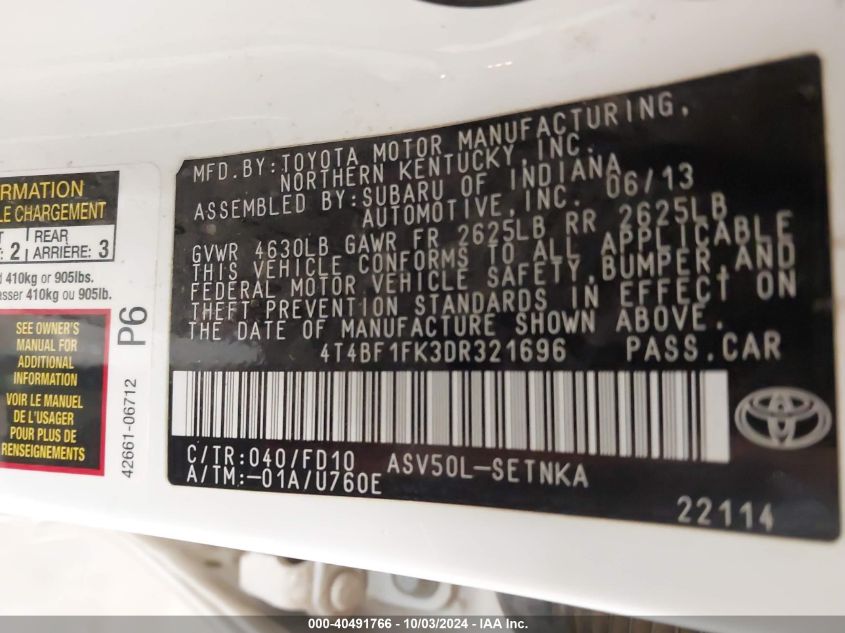 RMATION
LE CHARGEMENT
2 REAR
ARRIÈRE: 3
410kg or 905lbs.
asser 410kg ou 905lb.
SEE OWNER'S
MANUAL FOR
ADDITIONAL
INFORMATION
VOIR LE MANUEL
DE L'USAGER
POUR PLUS DE
RENSEIGNEMENTS
42661-06712 P6
MFD.BY:TOYOTA MOTOR MANUFACTURING,
NORTHERN KENTUCKY, INC.
ASSEMBLED BY:SUBARU OF INDIANA 06/13
AUTOMOTIVE, INC.
GVWR 4630LB GAWR FR 2625LB RR 2625LB
THIS VEHICLE CONFORMS TO ALL APPLICABLE
FEDERAL MOTOR VEHICLE SAFETY, BUMPER, AND
THEFT PREVENTION STANDARDS IN EFFECT ON
THE DATE OF MANUFACTURE SHOWN ABOVE.
4T4BF1FK3DR321696 PASS.CAR
C/TR:040/FD10 ASV50L-SETNKA
A/TM:-01A/U760E
22114
000 - 40491766 - 10/03/2024 - IAA Inc.